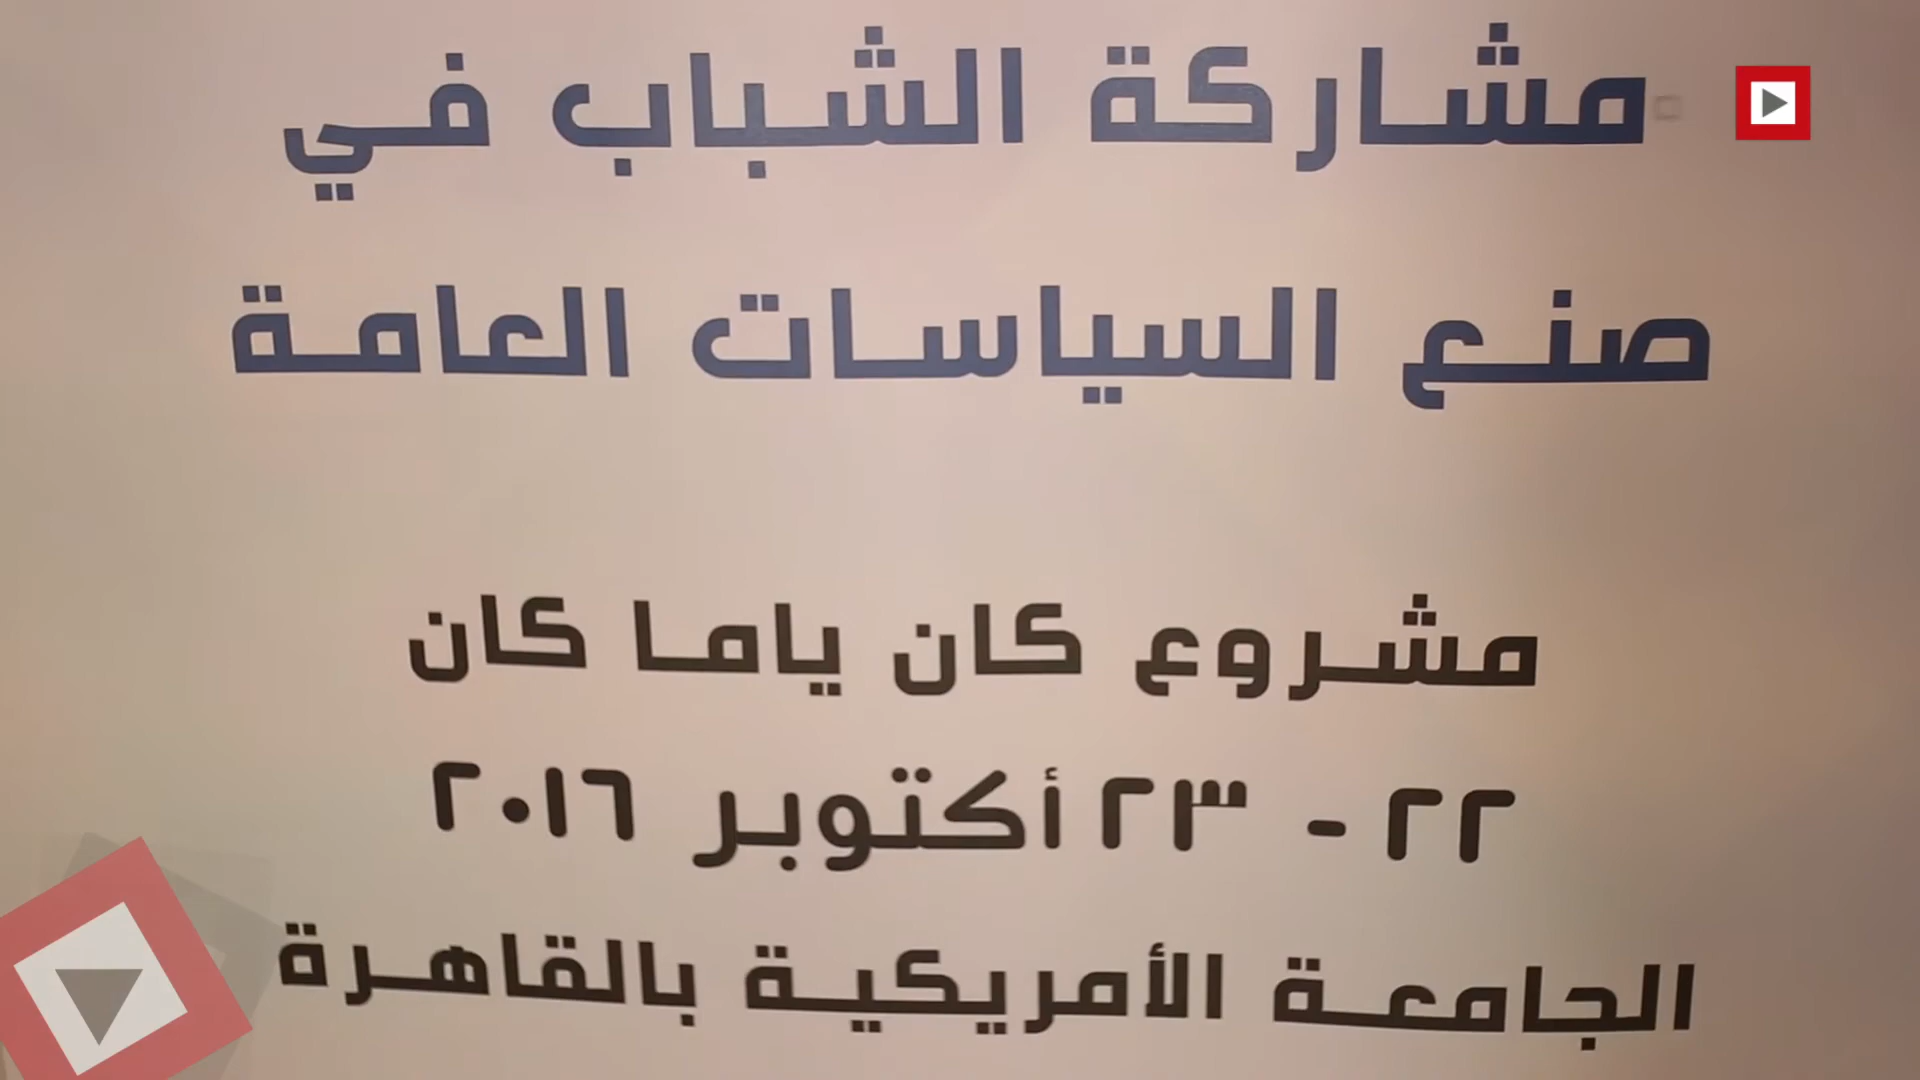 مشاركة الشباب في
صنع السياسات العامة
مشروع كان ياما كان
٢٢ - ٢٣ أكتوبر ٢٠١٦
الجامعة الأمريكية بالقاهرة